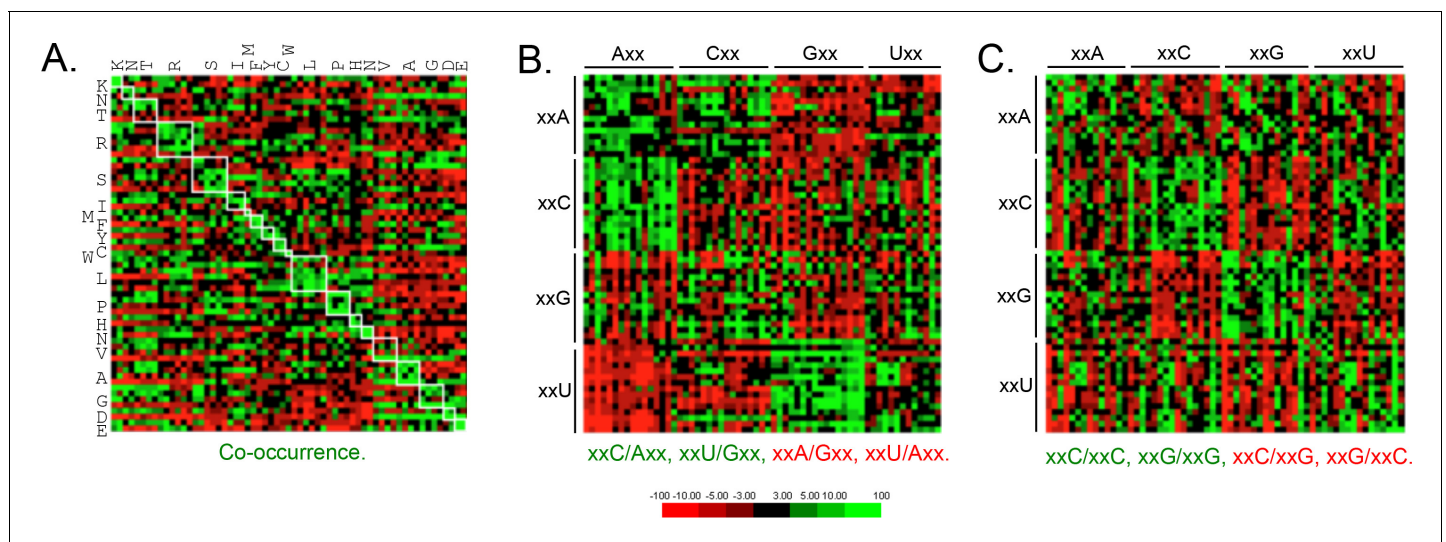 A.
K N T R S I M F Y C W L P H N V A G D E
K
N
T
R
S
I
M
F
Y
C
W
L
P
H
N
V
A
G
D
E
Co-occurrence.
B.
Axx Cxx Gxx Uxx
xxA
xxC
xxG
xxU
xxC/Axx, xxU/Gxx, xxA/Gxx, xxU/Axx.
C.
xxA xxC xxG xxU
xxA
xxC
xxG
xxU
xxC/xxC, xxG/xxG, xxC/xxG, xxG/xxC.
-100 -10.00 -5.00 -3.00 3.00 5.00 10.00 100